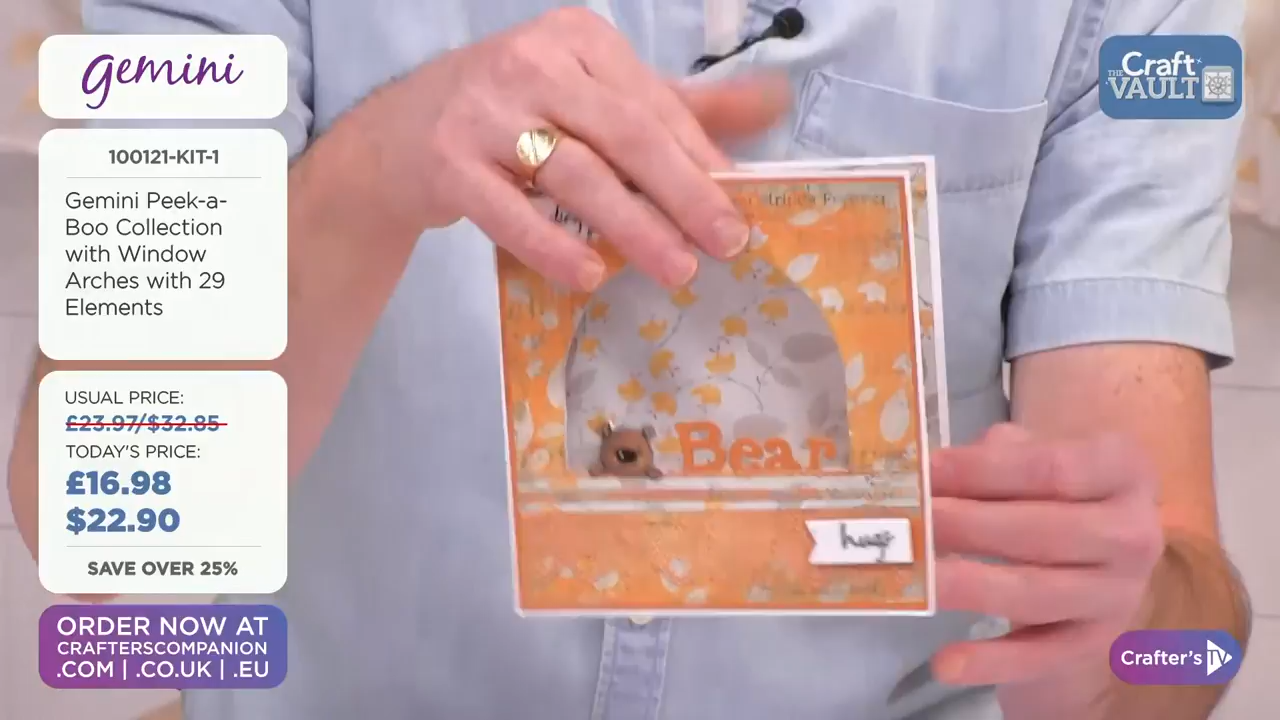 gemini
100121-KIT-1
Gemini Peek-a-
Boo Collection
with Window
Arches with 29
Elements
USUAL PRICE:
£23.97/$32.85
TODAY'S PRICE:
£16.98
$22.90
SAVE OVER 25%
ORDER NOW AT
CRAFTERSCOMPANION
.COM | .CO.UK | .EU
THE Craft
VAULT
Bear
hug
Crafter's TV